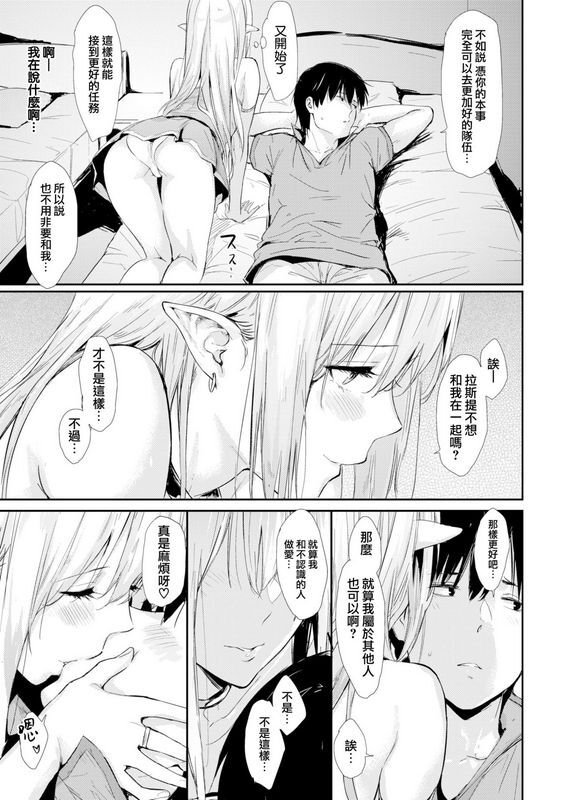 不如說 憑你的本事
完全可以去更加好的隊伍…
又開始了
這樣就能
接到更好的任務
啊—
我在說什麼啊…
所以說
也不用非要和我…
スス…
誒—
拉斯提不想
和我在一起嗎?
才不是這樣…
不過…
那樣更好吧…
那麼
就算我屬於其他人
也可以啊?
誒…
就算我
和不認識的人
做愛…
不是…
不是這樣…
真是麻煩呀♡
嗯♡